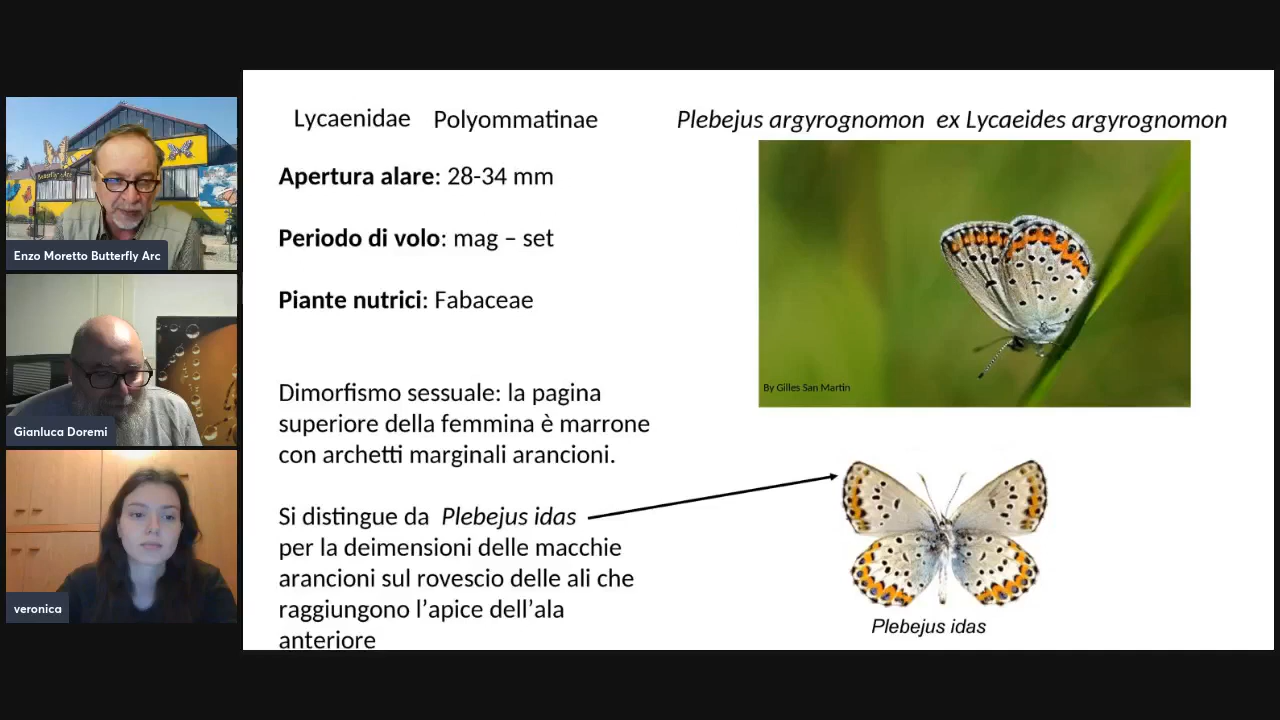 Lycaenidae Polyommatinae Plebejus argyrognomon ex Lycaeides argyrognomon
Apertura alare: 28-34 mm
Periodo di volo: mag – set
Piante nutrici: Fabaceae
By Gilles San Martin
Dimorfismo sessuale: la pagina
superiore della femmina è marrone
con archetti marginali arancioni.
Si distingue da Plebejus idas
per la deimensioni delle macchie
arancioni sul rovescio delle ali che
raggiungono l’apice dell’ala
anteriore
Plebejus idas
Butterfly Arc
Enzo Moretto Butterfly Arc
Gianluca Doremi
veronica